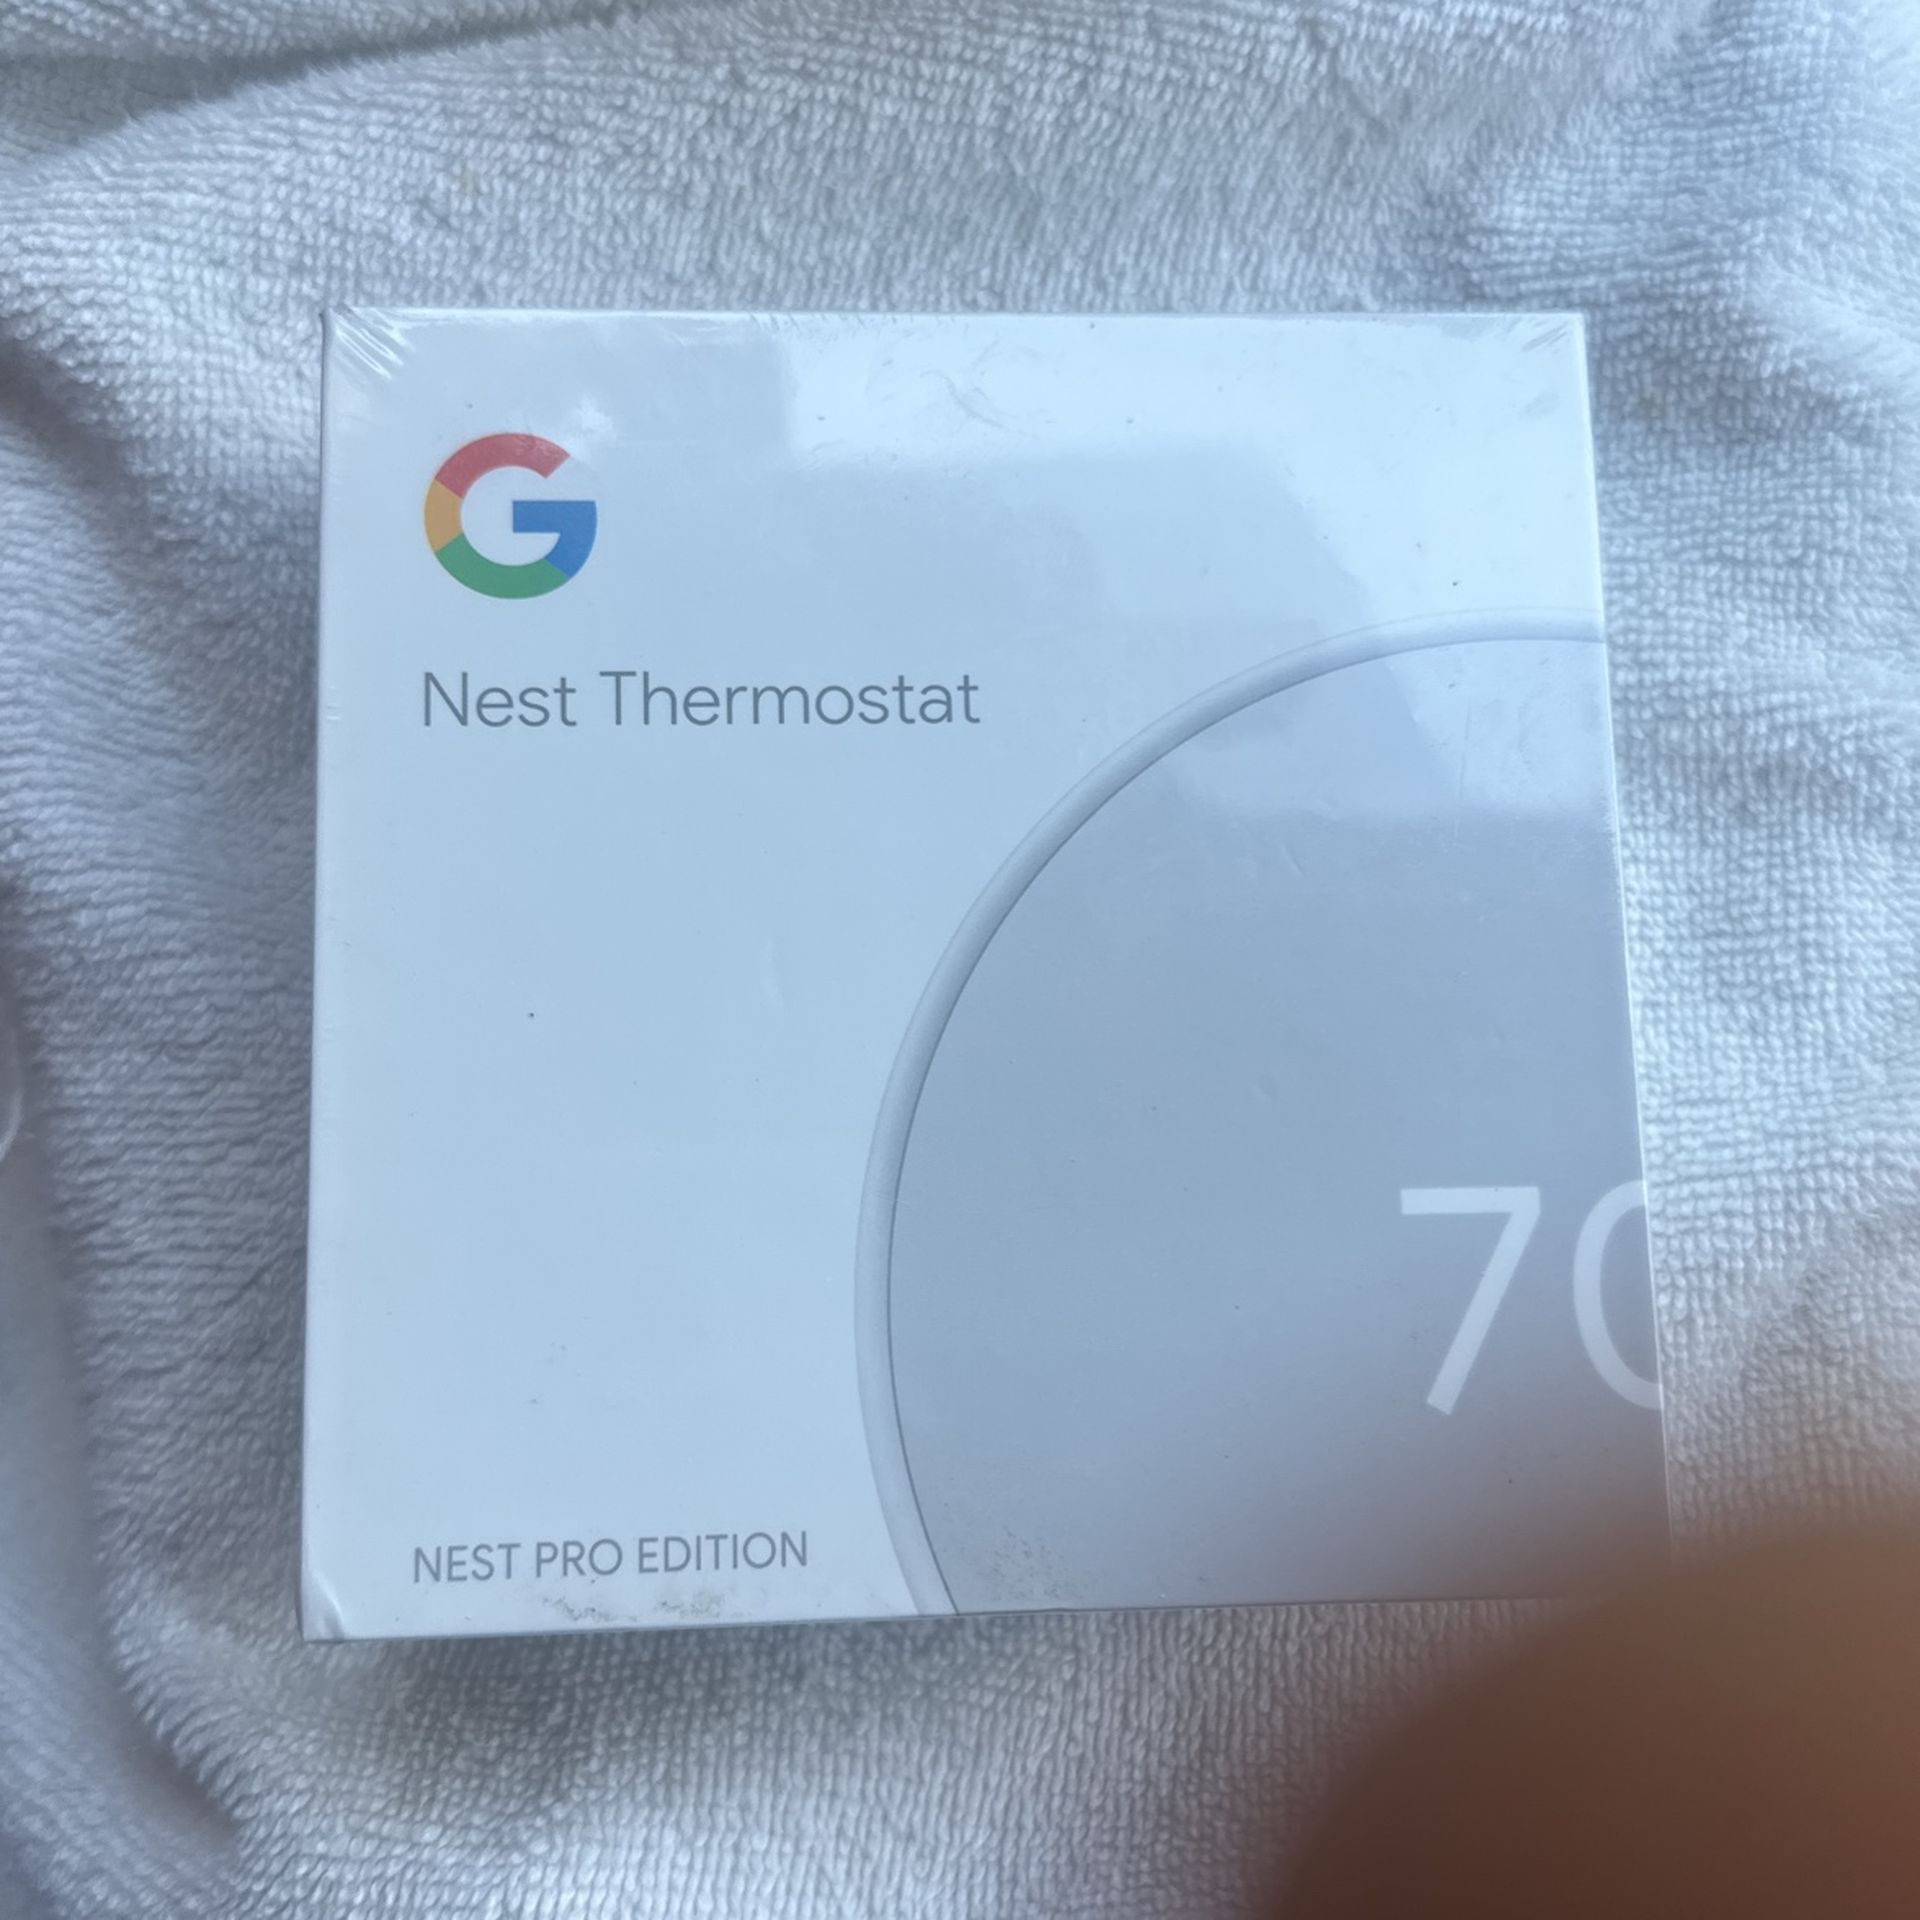 G
Nest Thermostat
70
NEST PRO EDITION